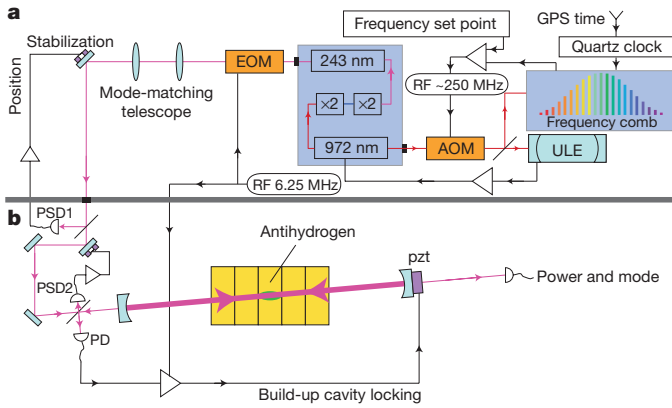 a
Stabilization
Position
Mode-matching
telescope
EOM
243 nm
×2
×2
972 nm
Frequency set point
RF ~250 MHz
AOM
GPS time
Quartz clock
Frequency comb
ULE
RF 6.25 MHz
b
PSD1
PSD2
PD
Antihydrogen
pzt
Power and mode
Build-up cavity locking